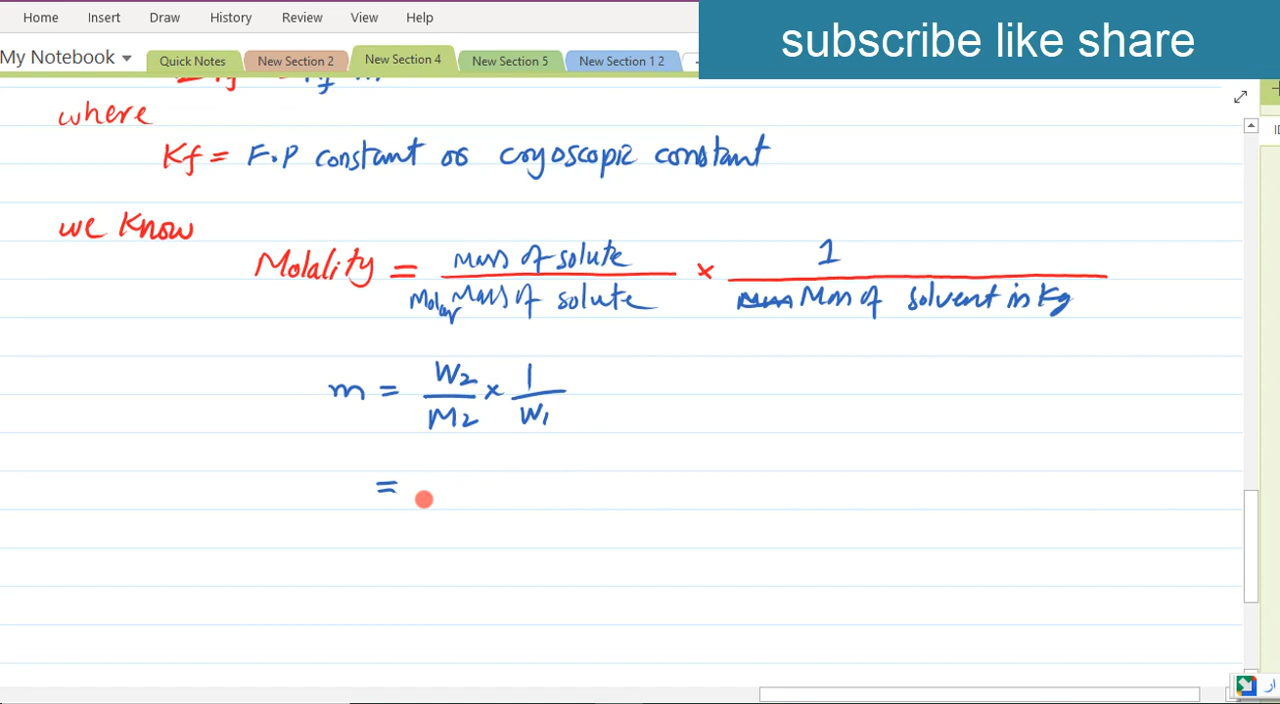 Home Insert Draw History Review View Help
subscribe like share
My Notebook Quick Notes New Section 2 New Section 4 New Section 5 New Section 1 2
where
Kf = F.P constant or cryoscopic constant
we know
Molality = Mass of solute / Molar Mass of solute × 1 / Mass of solvent in Kg
m = W2 / M2 × 1 / W1
=
ار